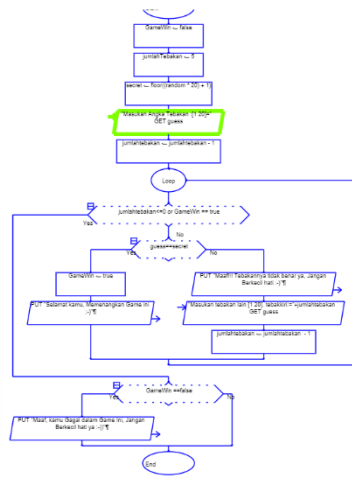 Start
GameWin ← false
jumlahTebakan ← 5
secret ← floor((random * 20) + 1)
"Masukan Angka Tebakan [1 20]="
GET guess
jumlahtebakan ← jumlahtebakan - 1
Loop
jumlahtebakan<=0 or GameWin == true
Yes
No
guess==secret
Yes
No
GameWin ← true
PUT "Maaf!!! Tebakannya tidak benar ya, Jangan
Berkecil hati :-)"¶
PUT "Selamat kamu, Memenangkan Game ini
;-)"¶
Masukan tebakan lain [1 20], = "+jumlahtebakan
GET guess
jumlahtebakan ← jumlahtebakan - 1
GameWin ==false
Yes
No
PUT "Maaf, kamu Gagal dalam Game ini, Jangan
Berkecil hati ya :-))"¶
End